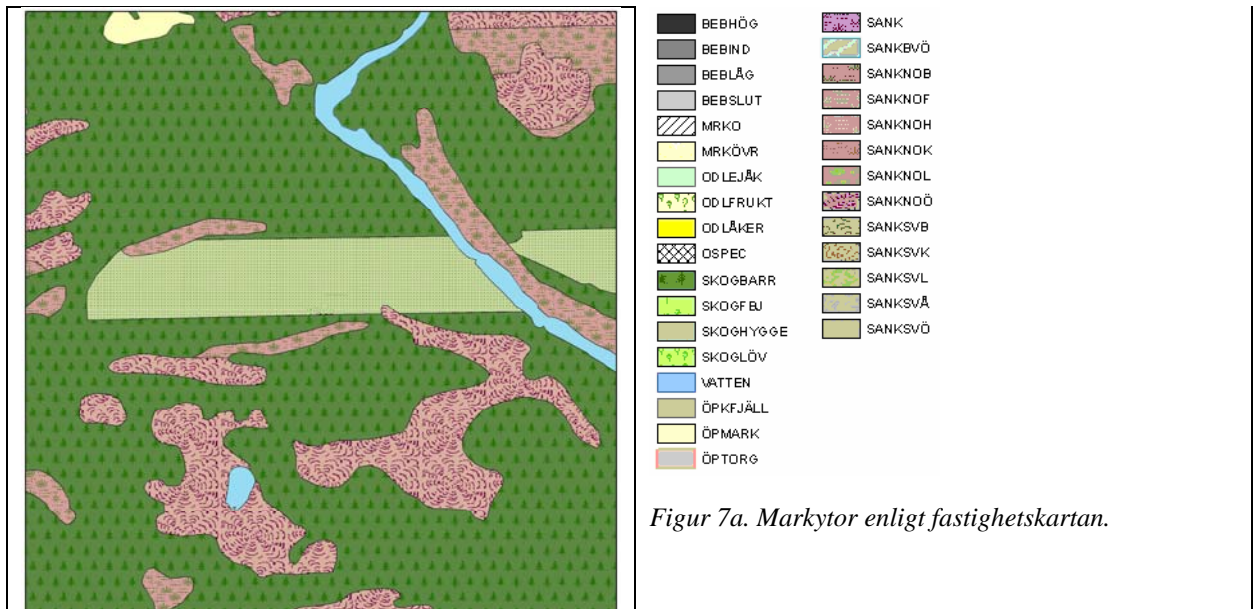 BEBHÖG
BEBIND
BEBLÅG
BEBSLUT
MRKO
MRKÖVR
ODLEJÅK
ODLFRUKT
ODLÅKER
OSPEC
SKOGBARR
SKOGFBJ
SKOGHYGGE
SKOGLÖV
VATTEN
ÖPKFJÄLL
ÖPMARK
ÖPTORG
SANK
SANKBVÖ
SANKNOB
SANKNOF
SANKNOH
SANKNOK
SANKNOL
SANKNOÖ
SANKSVB
SANKSVK
SANKSVL
SANKSVÅ
SANKSVÖ
Figur 7a. Markytor enligt fastighetskartan.